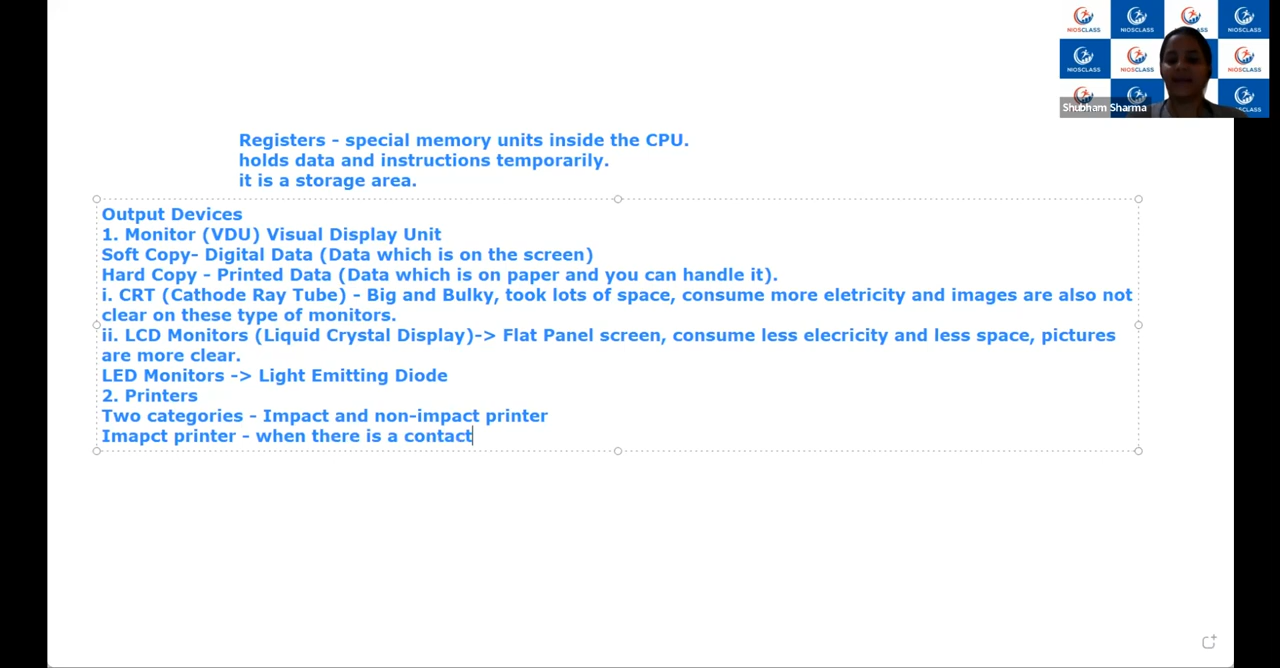 NIOSCLASS
NIOSCLASS
NIOSCLASS
NIOSCLASS
NIOSCLASS
NIOSCLASS
Shubham Sharma
Registers - special memory units inside the CPU.
holds data and instructions temporarily.
it is a storage area.
Output Devices
1. Monitor (VDU) Visual Display Unit
Soft Copy- Digital Data (Data which is on the screen)
Hard Copy - Printed Data (Data which is on paper and you can handle it).
i. CRT (Cathode Ray Tube) - Big and Bulky, took lots of space, consume more eletricity and images are also not
clear on these type of monitors.
ii. LCD Monitors (Liquid Crystal Display)-> Flat Panel screen, consume less elecricity and less space, pictures
are more clear.
LED Monitors -> Light Emitting Diode
2. Printers
Two categories - Impact and non-impact printer
Imapct printer - when there is a contact